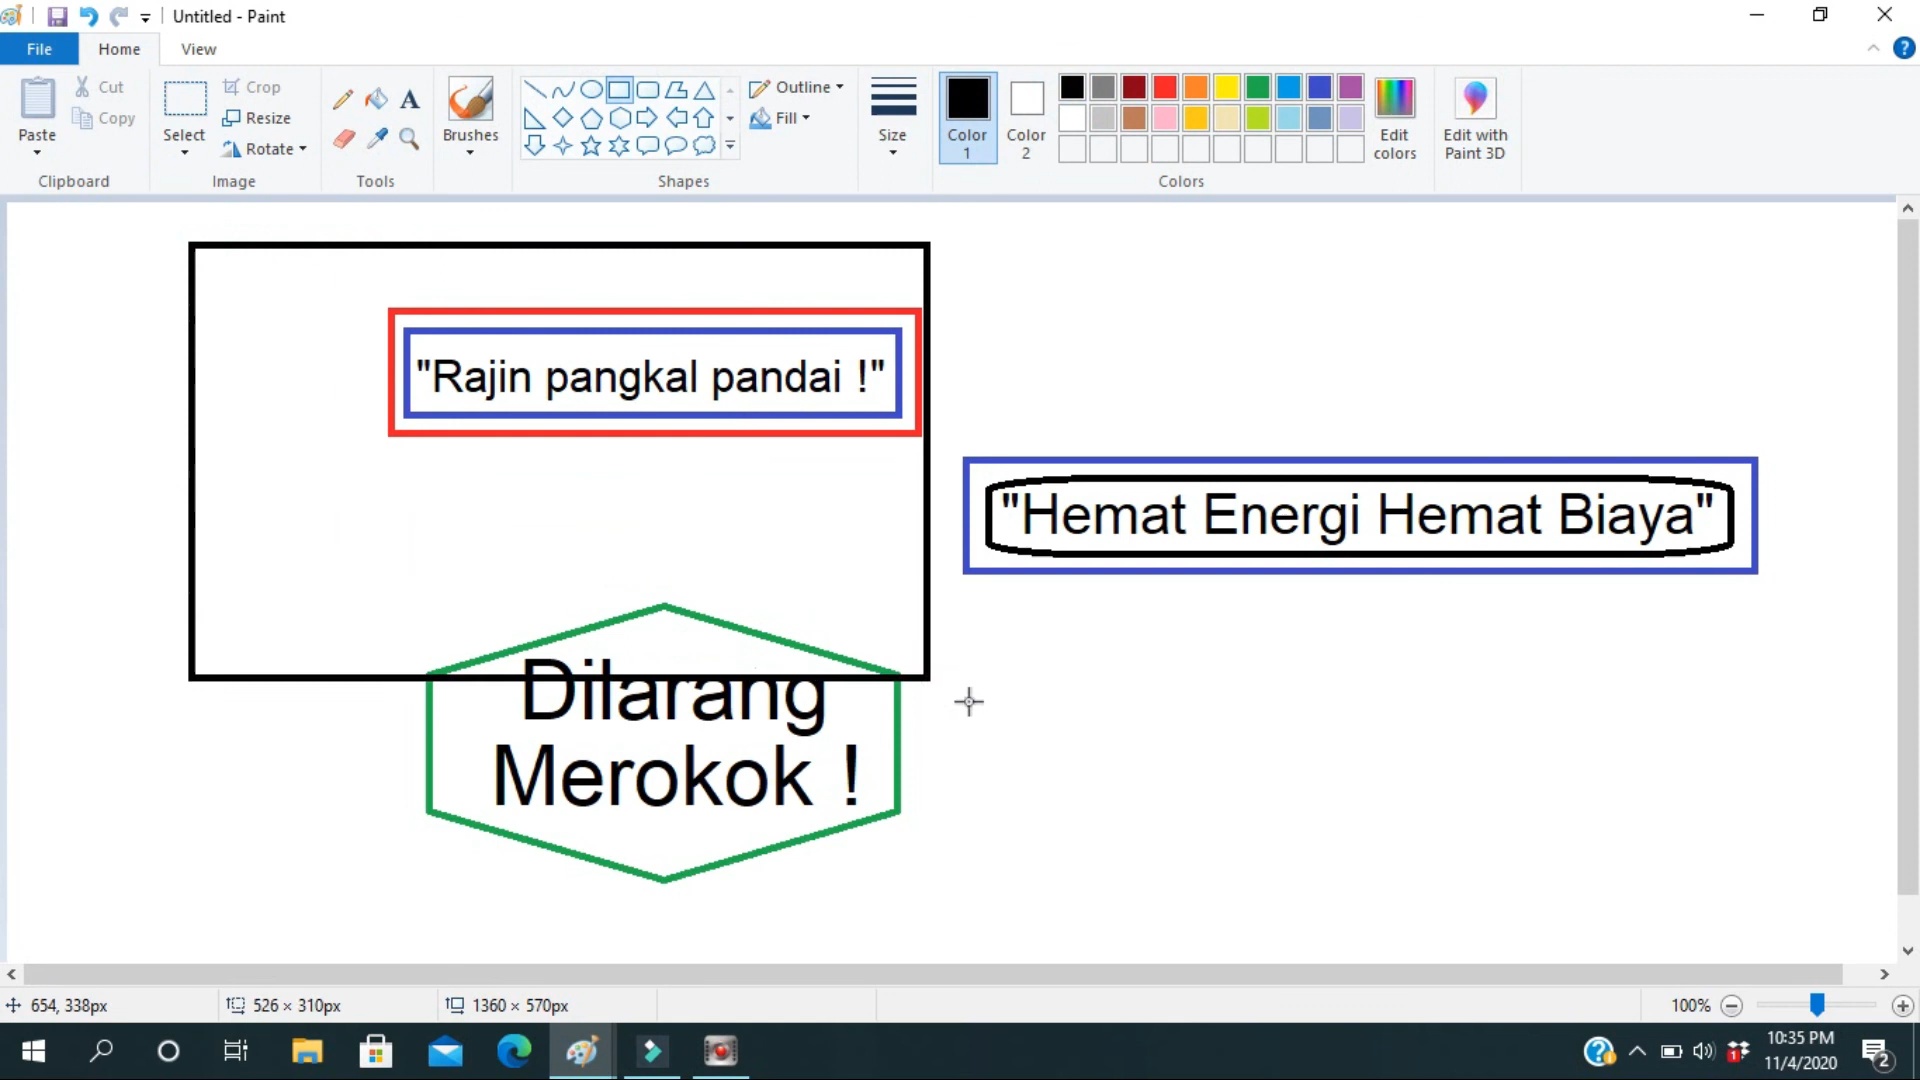 Untitled - Paint
File Home View
Paste
Cut
Copy
Clipboard
Select
Crop
Resize
Rotate
Image
Tools
Brushes
Shapes
Outline
Fill
Size
Color 1
Color 2
Edit colors
Edit with Paint 3D
Colors
"Rajin pangkal pandai !"
"Hemat Energi Hemat Biaya"
Dilarang
Merokok !
654, 338px
526 × 310px
1360 × 570px
100%
10:35 PM
11/4/2020
1
2